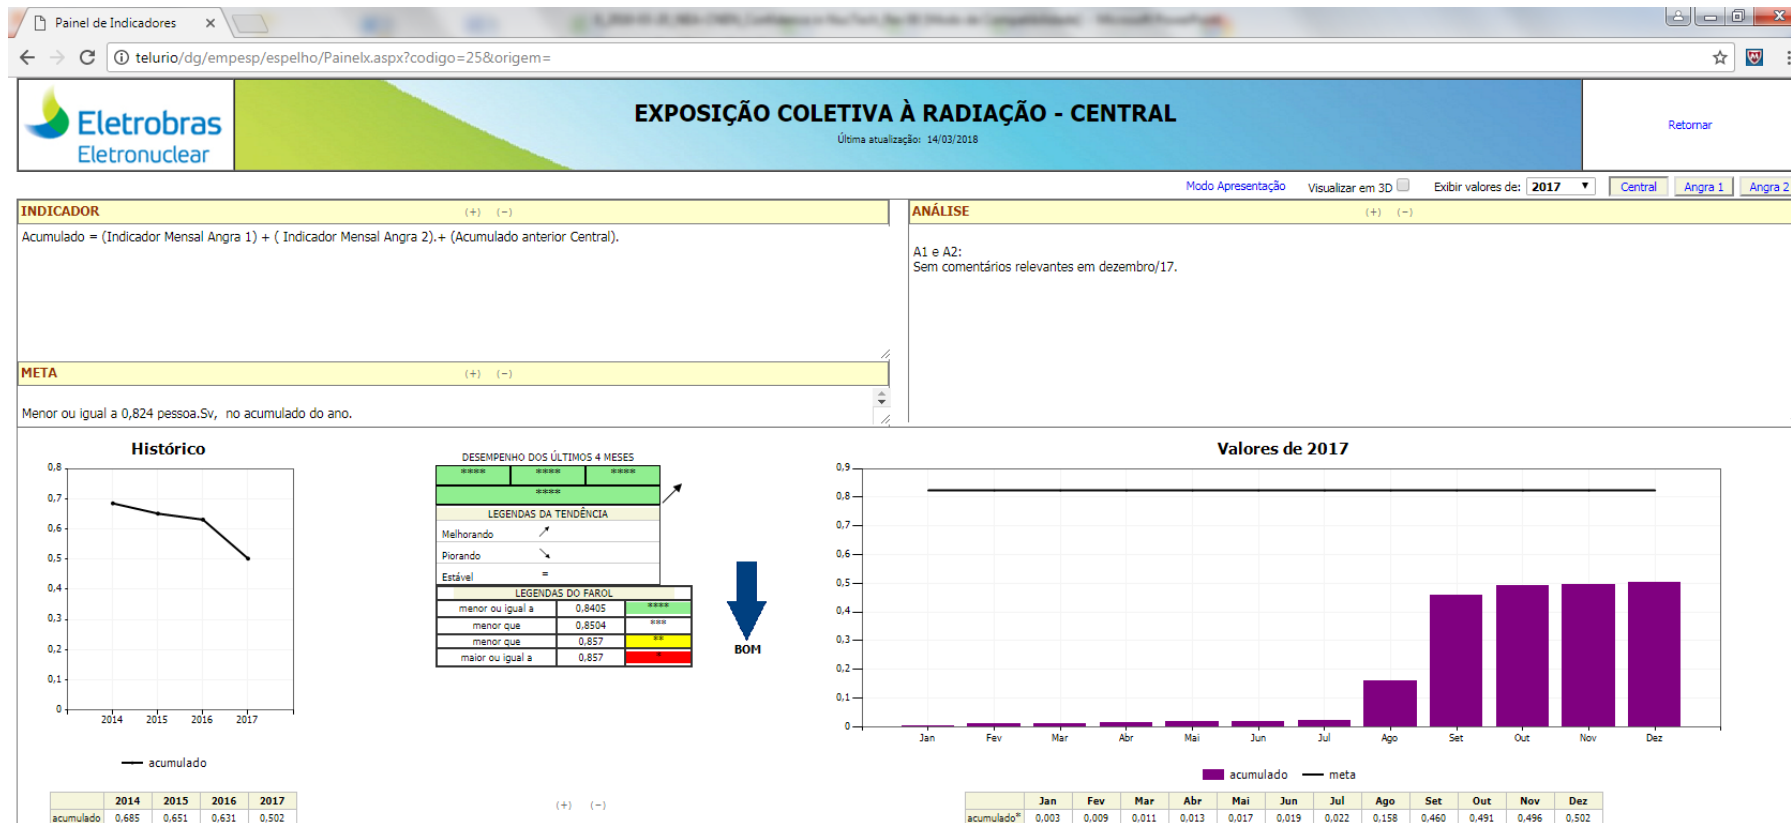 Painel de Indicadores
telurio/dg/empesp/espelho/Painelx.aspx?codigo=25&origem=
Eletrobras
Eletronuclear
EXPOSIÇÃO COLETIVA À RADIAÇÃO - CENTRAL
Última atualização: 14/03/2018
Retornar
Modo Apresentação Visualizar em 3D Exibir valores de: 2017 Central Angra 1 Angra 2
INDICADOR (+) (-)
Acumulado = (Indicador Mensal Angra 1) + ( Indicador Mensal Angra 2).+ (Acumulado anterior Central).
ANÁLISE (+) (-)
A1 e A2:
Sem comentários relevantes em dezembro/17.
META (+) (-)
Menor ou igual a 0,824 pessoa.Sv, no acumulado do ano.
Histórico
0,8
0,7
0,6
0,5
0,4
0,3
0,2
0,1
0
2014 2015 2016 2017
acumulado
2014 2015 2016 2017
acumulado 0,685 0,651 0,631 0,502
DESEMPENHO DOS ÚLTIMOS 4 MESES
**** **** ****
****
LEGENDAS DA TENDÊNCIA
Melhorando
Piorando
Estável =
LEGENDAS DO FAROL
menor ou igual a 0,8405 ****
menor que 0,8504 ***
menor que 0,857 **
maior ou igual a 0,857 *
BOM
(+) (-)
Valores de 2017
0,9
0,8
0,7
0,6
0,5
0,4
0,3
0,2
0,1
0
Jan Fev Mar Abr Mai Jun Jul Ago Set Out Nov Dez
acumulado meta
Jan Fev Mar Abr Mai Jun Jul Ago Set Out Nov Dez
acumulado* 0,003 0,009 0,011 0,013 0,017 0,019 0,022 0,158 0,460 0,491 0,496 0,502